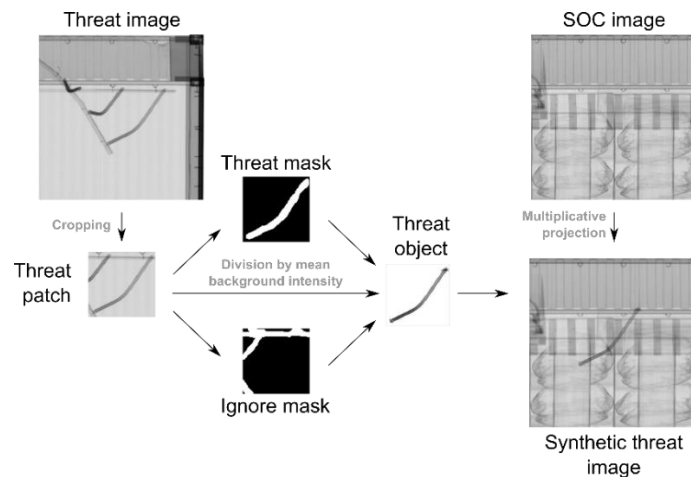 Threat image
SOC image
Cropping
Threat mask
Threat
object
Multiplicative
projection
Threat
patch
Division by mean
background intensity
Ignore mask
Synthetic threat
image